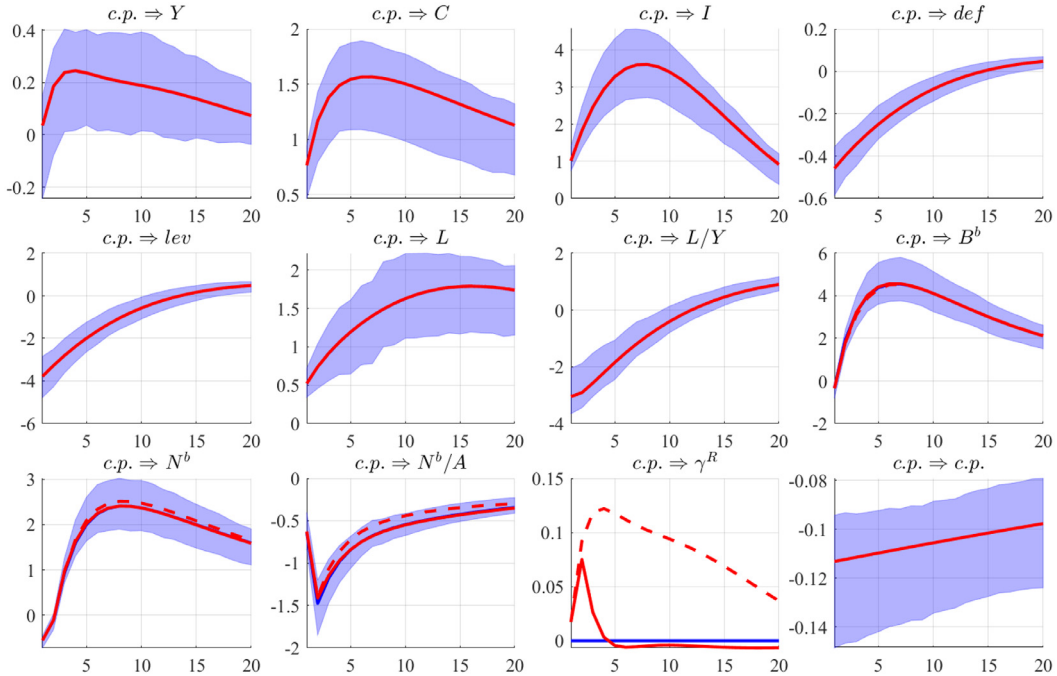 c.p. ⇒ Y
0.4
0.2
0
-0.2
5 10 15 20
c.p. ⇒ C
2
1.5
1
0.5
5 10 15 20
c.p. ⇒ I
4
3
2
1
0
5 10 15 20
c.p. ⇒ def
0
-0.2
-0.4
-0.6
5 10 15 20
c.p. ⇒ lev
2
0
-2
-4
-6
5 10 15 20
c.p. ⇒ L
2
1.5
1
0.5
0
5 10 15 20
c.p. ⇒ L/Y
2
0
-2
-4
5 10 15 20
c.p. ⇒ B^b
6
4
2
0
-2
5 10 15 20
c.p. ⇒ N^b
3
2
1
0
5 10 15 20
c.p. ⇒ N^b/A
0
-0.5
-1
-1.5
-2
5 10 15 20
c.p. ⇒ γ^R
0.15
0.1
0.05
0
5 10 15 20
c.p. ⇒ c.p.
-0.08
-0.1
-0.12
-0.14
5 10 15 20